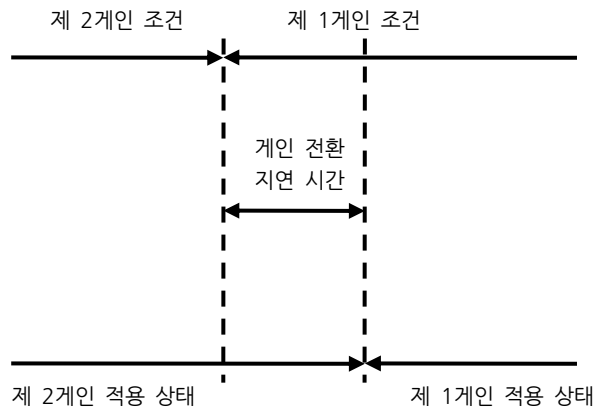 제 2게인 조건
제 1게인 조건
게인 전환
지연 시간
제 2게인 적용 상태
제 1게인 적용 상태